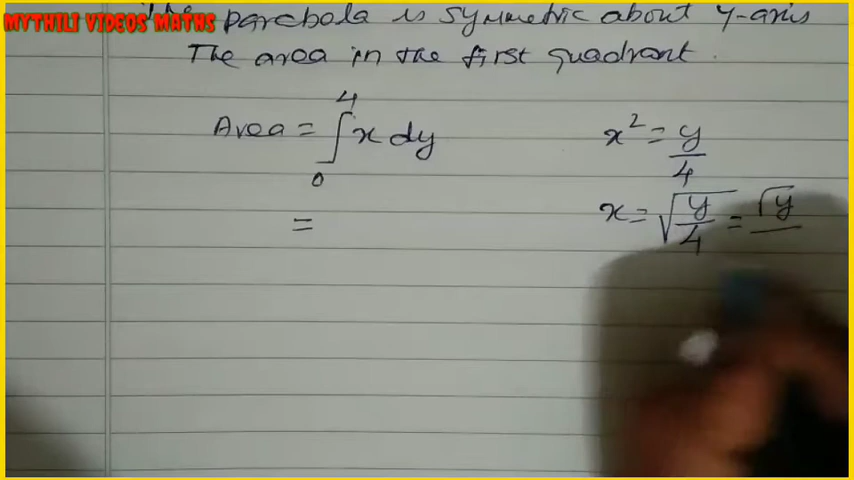 The parabola is symmetric about y-axis
MYTHILI VIDEOS MATHS
The area in the first quadrant.
4
Area = ∫ x dy
0
=
x² = y/4
x = √(y/4) = √y